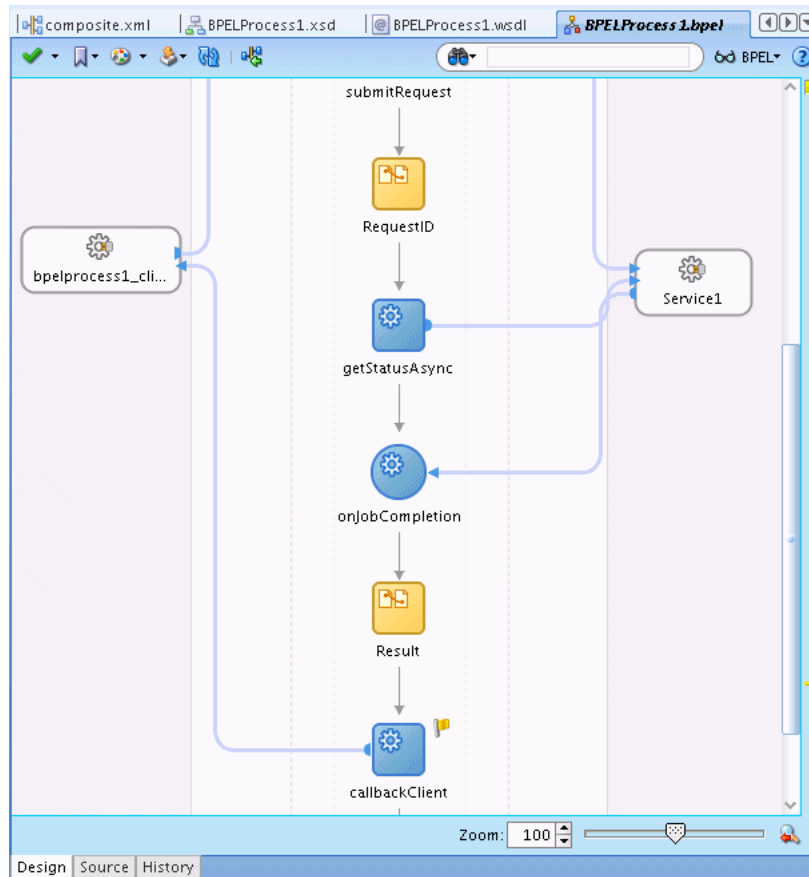 composite.xml BPELProcess1.xsd BPELProcess1.wsdl BPELProcess1.bpel
BPEL
submitRequest
RequestID
bpelprocess1_cli...
Service1
getStatusAsync
onJobCompletion
Result
callbackClient
Zoom: 100
Design Source History